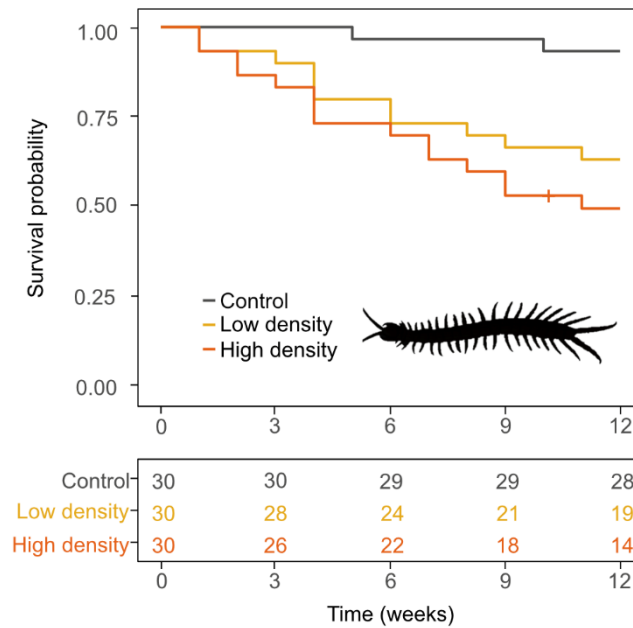 1.00
0.75
0.50
0.25
0.00
Survival probability
Control
Low density
High density
0 3 6 9 12
Control 30 30 29 29 28
Low density 30 28 24 21 19
High density 30 26 22 18 14
0 3 6 9 12
Time (weeks)